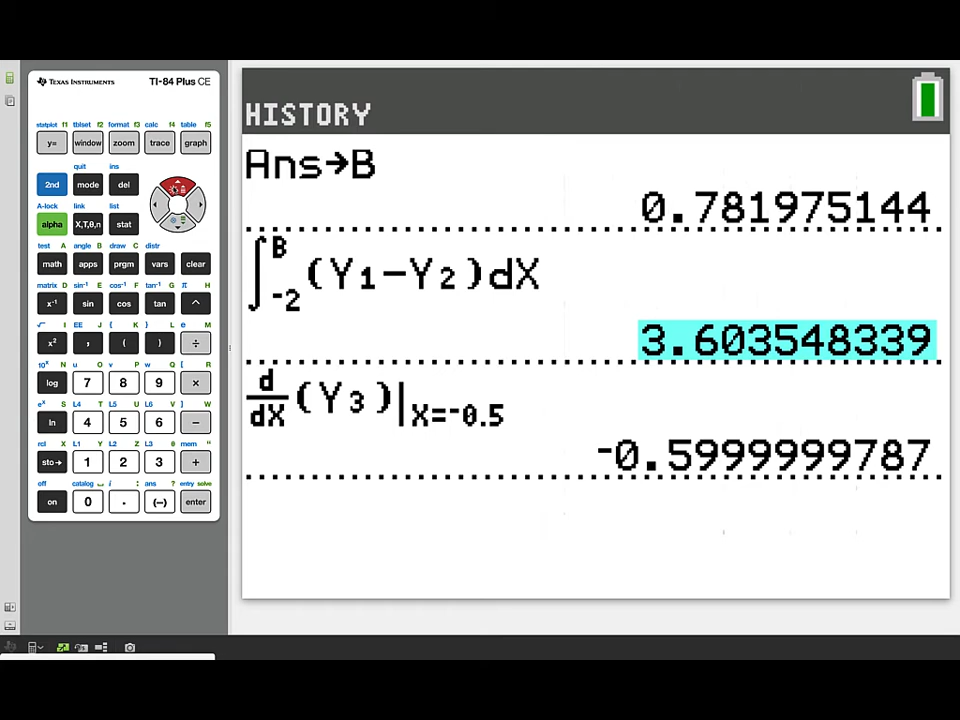 TEXAS INSTRUMENTS TI-84 Plus CE
statplot f1 tblset f2 format f3 calc f4 table f5
y= window zoom trace graph
quit ins
2nd mode del
A-lock link list
alpha X,T,θ,n stat
test A angle B draw C distr
math apps prgm vars clear
matrix D sin⁻¹ E cos⁻¹ F tan⁻¹ G π H
x⁻¹ sin cos tan ^
√ I EE J { K } L e M
x² , ( ) ÷
10ˣ N u O v P w Q [ R
log 7 8 9 ×
eˣ S L4 T L5 U L6 V ] W
ln 4 5 6 −
rcl X L1 Y L2 Z L3 θ mem "
sto→ 1 2 3 +
off catalog ⎵ i : ans ? entry solve
on 0 . (−) enter
HISTORY
Ans→B
0.781975144
∫ B -2 (Y1−Y2)dX
3.603548339
d/dX(Y3)|X=-0.5
-0.5999999787